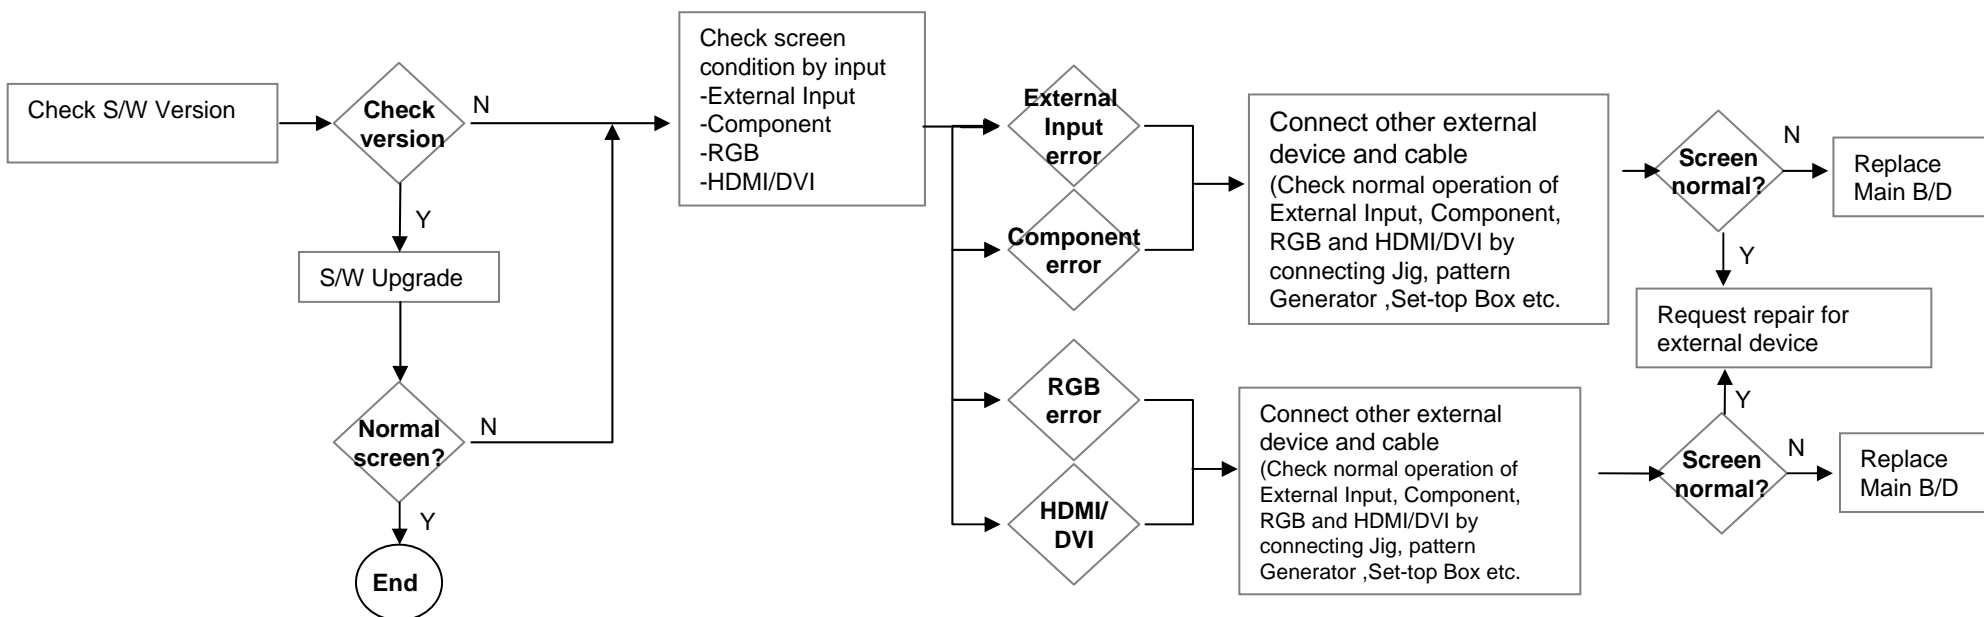 Check S/W Version
Check
version
N
Y
S/W Upgrade
Normal
screen?
N
Y
End
Check screen
condition by input
-External Input
-Component
-RGB
-HDMI/DVI
External
Input
error
Component
error
RGB
error
HDMI/
DVI
Connect other external
device and cable
(Check normal operation of
External Input, Component,
RGB and HDMI/DVI by
connecting Jig, pattern
Generator ,Set-top Box etc.
Connect other external
device and cable
(Check normal operation of
External Input, Component,
RGB and HDMI/DVI by
connecting Jig, pattern
Generator ,Set-top Box etc.
Screen
normal?
N
Replace
Main B/D
Y
Request repair for
external device
Y
Screen
normal?
N
Replace
Main B/D